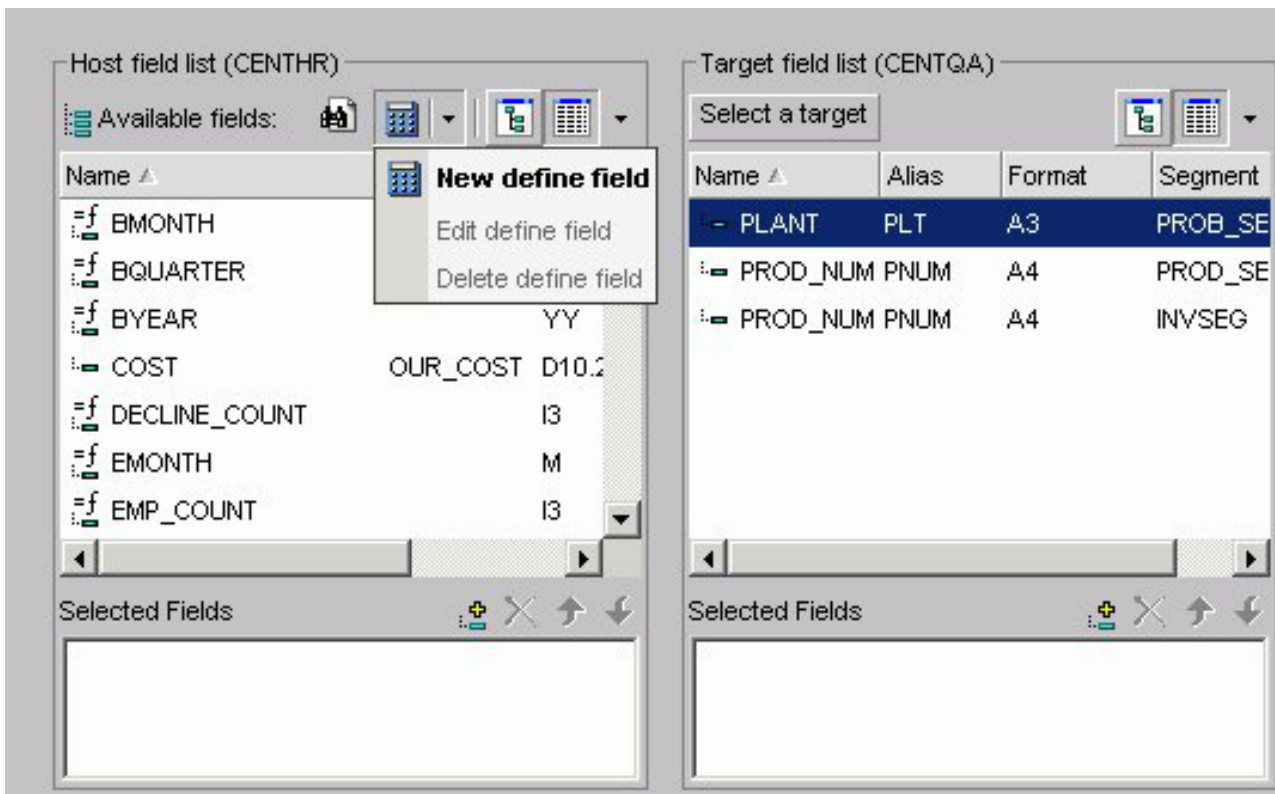 Host field list (CENTHR)
Available fields:
New define field
Edit define field
Delete define field
Name
BMONTH
BQUARTER
BYEAR YY
COST OUR_COST D10.2
DECLINE_COUNT I3
EMONTH M
EMP_COUNT I3
Selected Fields
Target field list (CENTQA)
Select a target
Name Alias Format Segment
PLANT PLT A3 PROB_SE
PROD_NUM PNUM A4 PROD_SE
PROD_NUM PNUM A4 INVSEG
Selected Fields